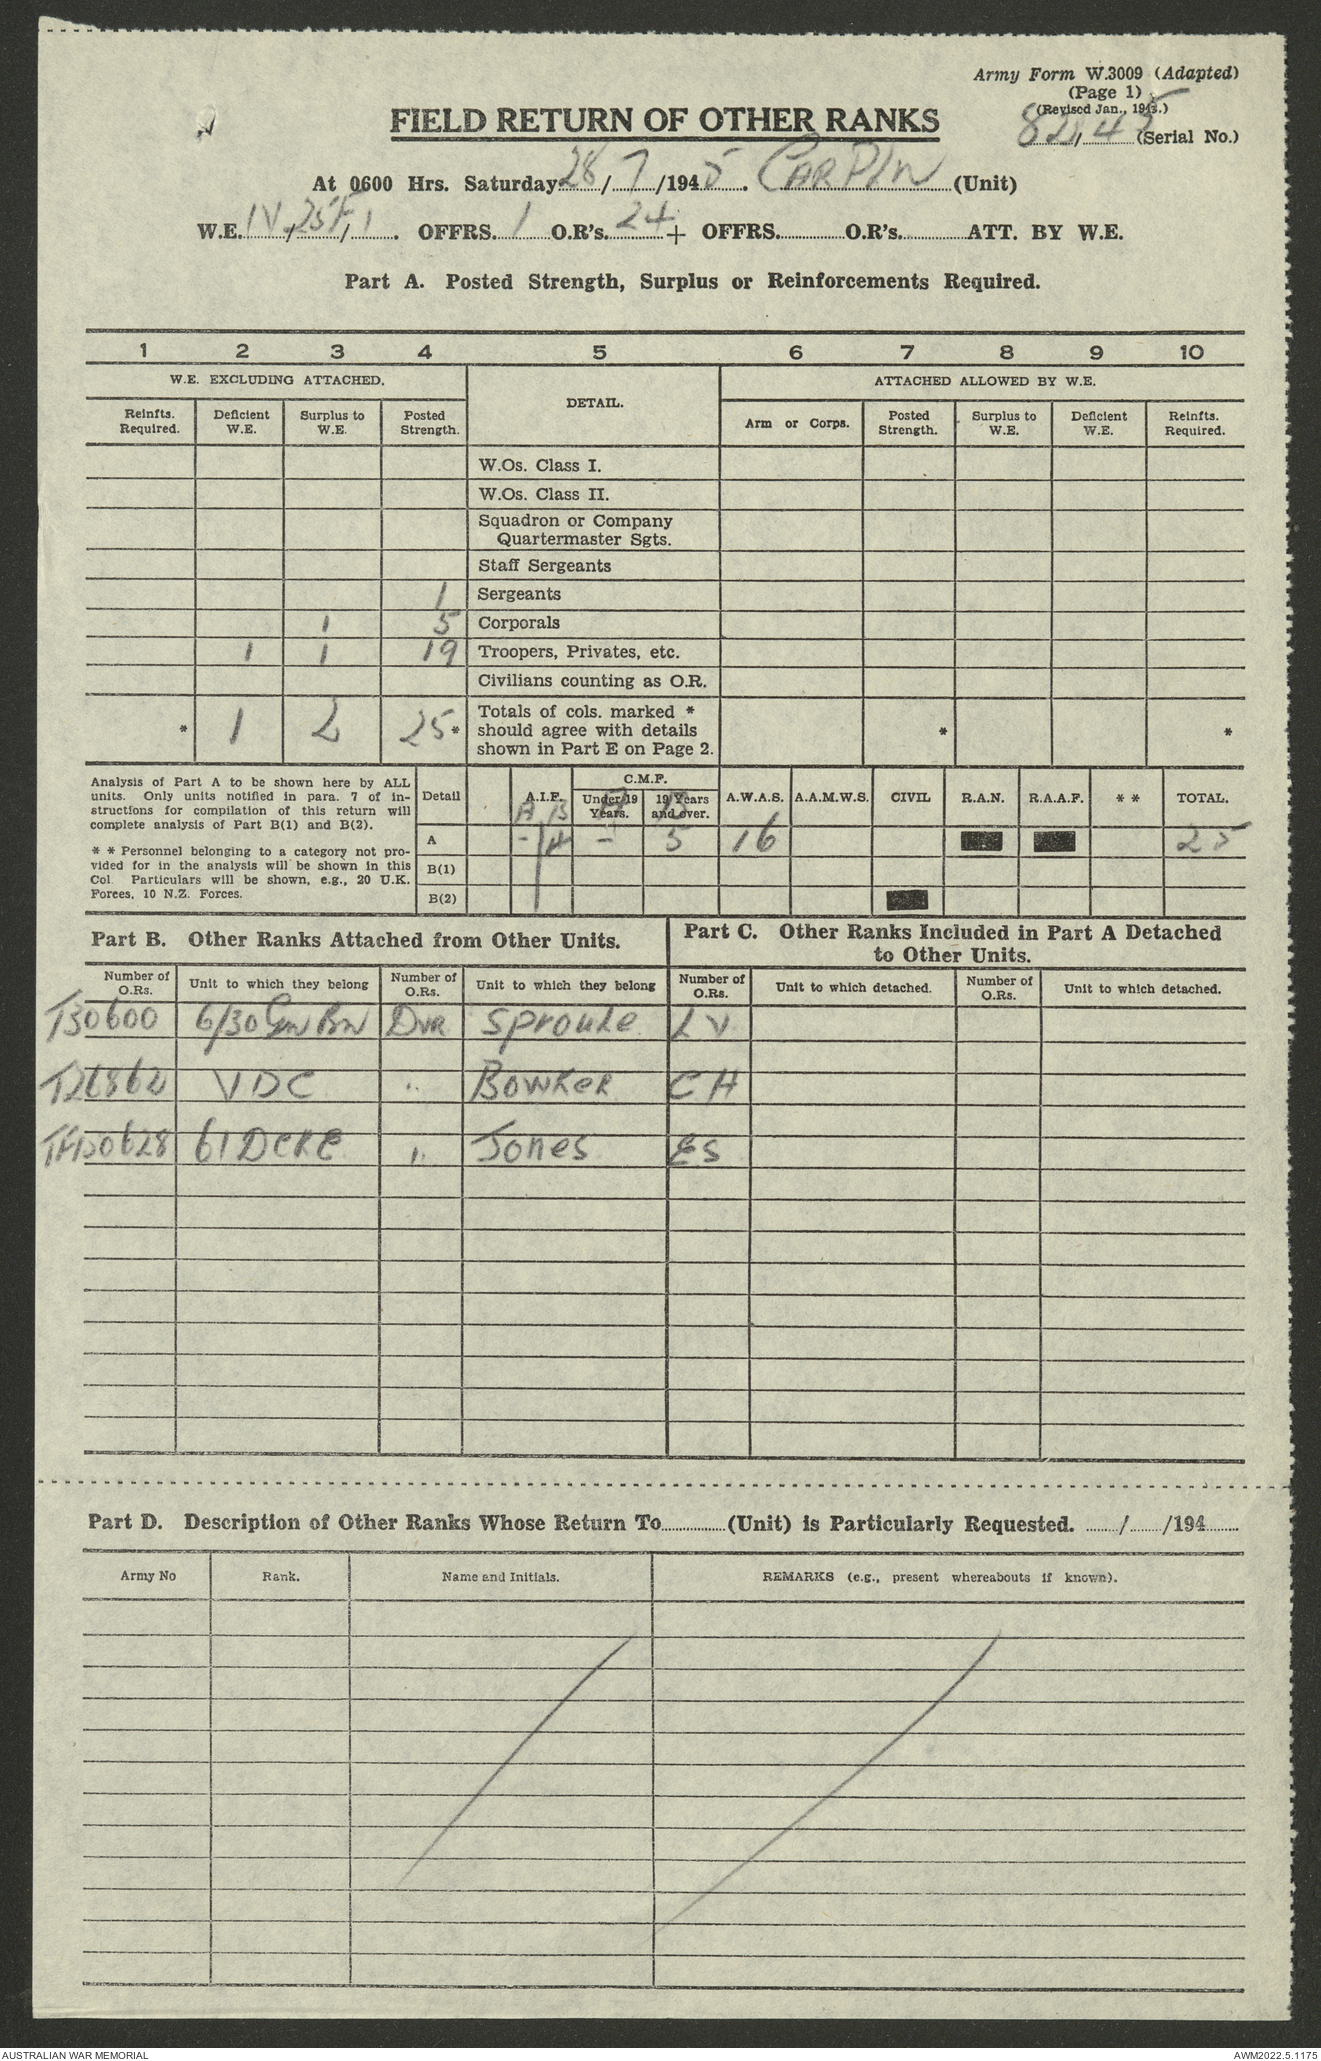 Army Form W.3009 (Adapted)
(Page 1)
(Revised Jan., 1943.)
FIELD RETURN OF OTHER RANKS
82/45 (Serial No.)
At 0600 Hrs. Saturday 28/7/1945. CARPIN (Unit)
W.E. IV/25F/1. OFFRS. 1 O.R's. 24 + OFFRS. O.R's. ATT. BY W.E.
Part A. Posted Strength, Surplus or Reinforcements Required.
1 2 3 4 5 6 7 8 9 10
W.E. EXCLUDING ATTACHED. DETAIL. ATTACHED ALLOWED BY W.E.
Reinfts. Required. Deficient W.E. Surplus to W.E. Posted Strength. Arm or Corps. Posted Strength. Surplus to W.E. Deficient W.E. Reinfts. Required.
W.Os. Class I.
W.Os. Class II.
Squadron or Company
Quartermaster Sgts.
Staff Sergeants
1 Sergeants
1 5 Corporals
1 1 19 Troopers, Privates, etc.
Civilians counting as O.R.
* 1 2 25* Totals of cols. marked * should agree with details shown in Part E on Page 2. * *
Analysis of Part A to be shown here by ALL
units. Only units notified in para. 7 of in-
structions for compilation of this return will
complete analysis of Part B(1) and B(2).
* * Personnel belonging to a category not pro-
vided for in the analysis will be shown in this
Col. Particulars will be shown, e.g., 20 U.K.
Forces, 10 N.Z. Forces.
C.M.F.
Detail A.I.F. Under 19 Years. 19 Years and over. A.W.A.S. A.A.M.W.S. CIVIL R.A.N. R.A.A.F. * * TOTAL.
A B A B
A - 4 - 5 16 25
B(1)
B(2)
Part B. Other Ranks Attached from Other Units.
Part C. Other Ranks Included in Part A Detached
to Other Units.
Number of O.Rs. Unit to which they belong Number of O.Rs. Unit to which they belong Number of O.Rs. Unit to which detached. Number of O.Rs. Unit to which detached.
T30600 6/30 Gn Bn DVR Sproule LV
T26862 VDC " Bowker CH
TF120628 61 DCRE " Jones ES
Part D. Description of Other Ranks Whose Return To (Unit) is Particularly Requested. / /194
Army No Rank. Name and Initials. REMARKS (e.g., present whereabouts if known).
AUSTRALIAN WAR MEMORIAL
AWM2022.5.1175